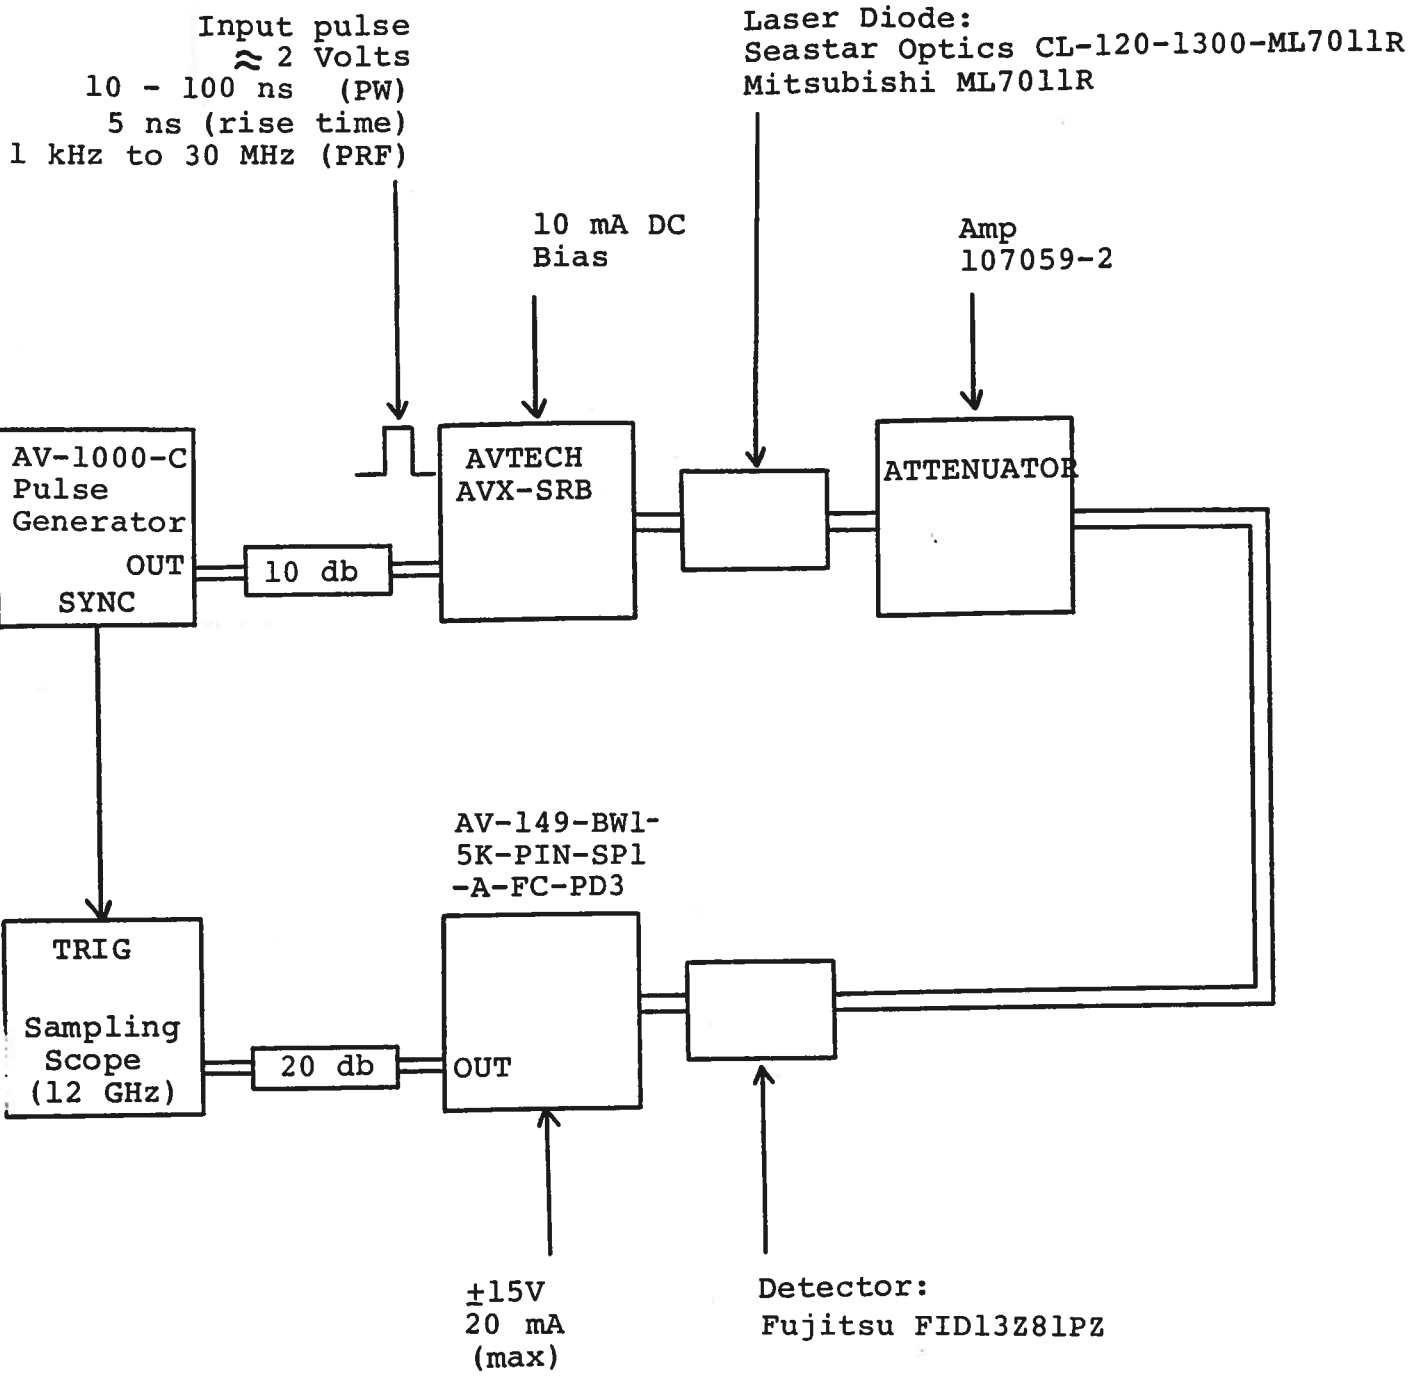 Input pulse
≈ 2 Volts
10 - 100 ns (PW)
5 ns (rise time)
1 kHz to 30 MHz (PRF)
Laser Diode:
Seastar Optics CL-120-1300-ML7011R
Mitsubishi ML7011R
10 mA DC
Bias
Amp
107059-2
AV-1000-C
Pulse
Generator
OUT
SYNC
10 db
AVTECH
AVX-SRB
ATTENUATOR
AV-149-BW1-
5K-PIN-SP1
-A-FC-PD3
TRIG
Sampling
Scope
(12 GHz)
20 db
OUT
±15V
20 mA
(max)
Detector:
Fujitsu FID13Z81PZ